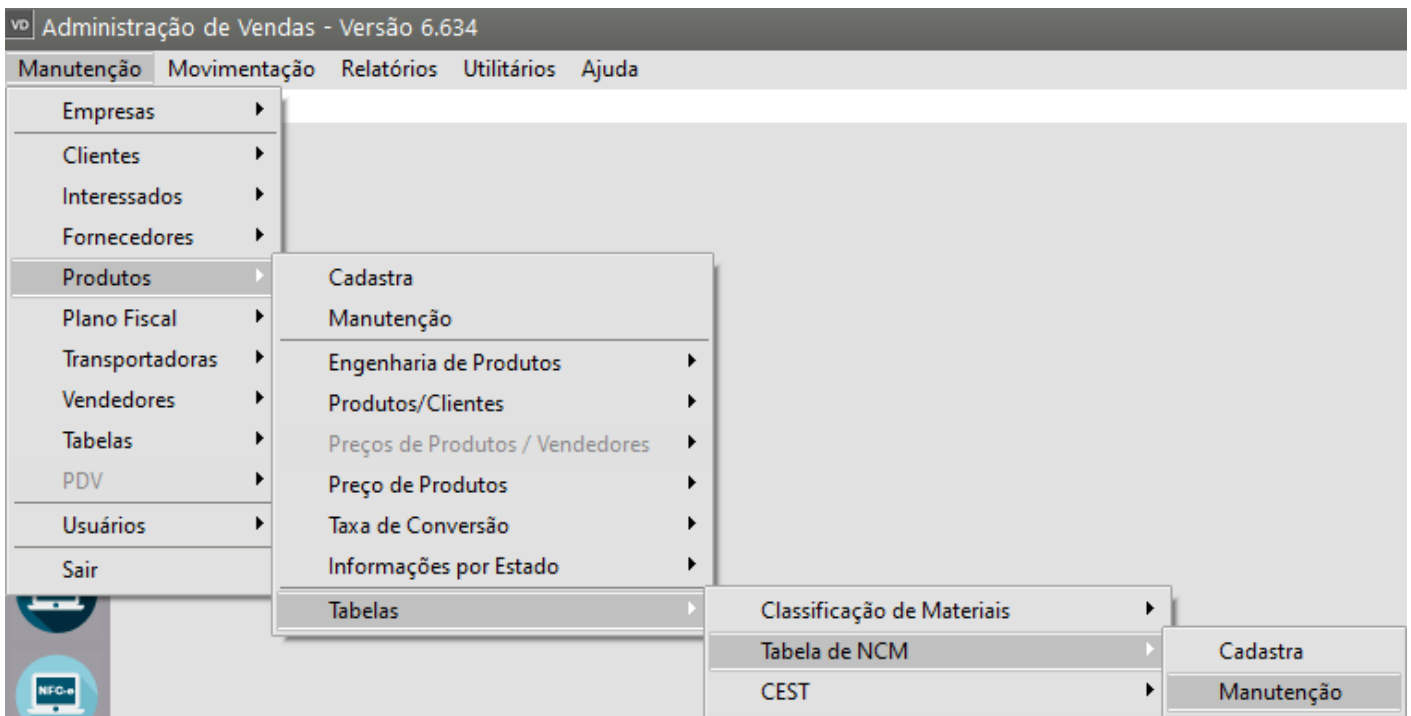 VD Administração de Vendas - Versão 6.634
Manutenção Movimentação Relatórios Utilitários Ajuda
Empresas
Clientes
Interessados
Fornecedores
Produtos
Plano Fiscal
Transportadoras
Vendedores
Tabelas
PDV
Usuários
Sair
Cadastra
Manutenção
Engenharia de Produtos
Produtos/Clientes
Preços de Produtos / Vendedores
Preço de Produtos
Taxa de Conversão
Informações por Estado
Tabelas
Classificação de Materiais
Tabela de NCM
CEST
Cadastra
Manutenção
NFC-e